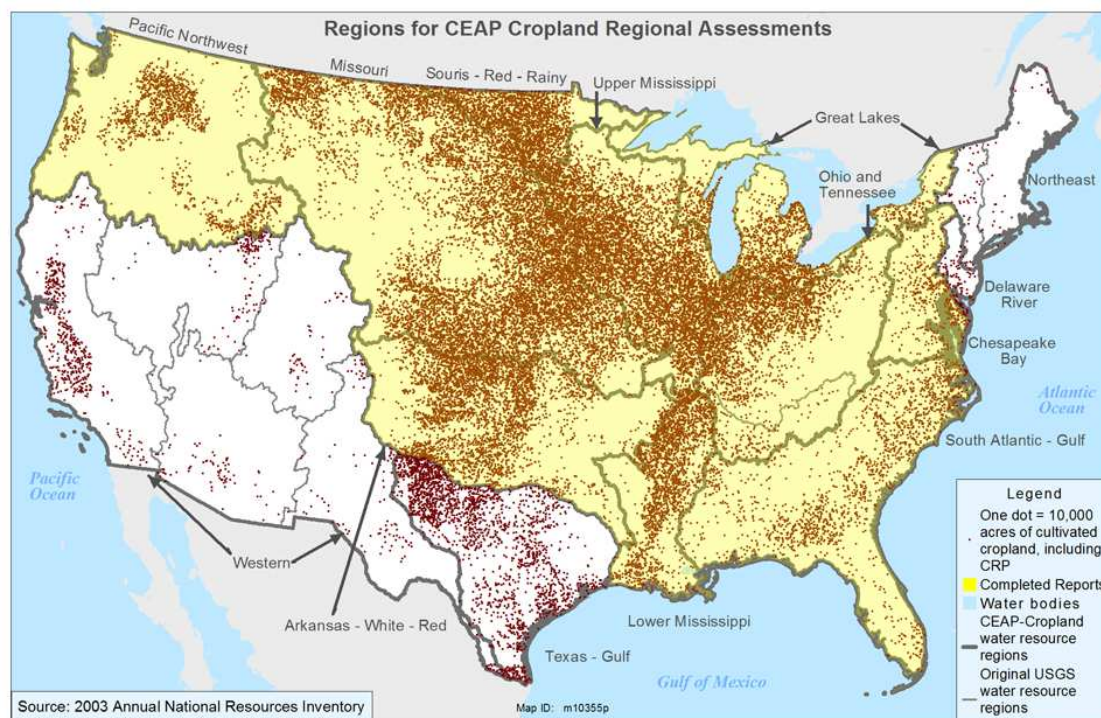 Regions for CEAP Cropland Regional Assessments
Pacific Northwest
Missouri
Souris - Red - Rainy
Upper Mississippi
Great Lakes
Ohio and
Tennessee
Northeast
Delaware
River
Chesapeake
Bay
Atlantic
Ocean
South Atlantic - Gulf
Pacific
Ocean
Western
Arkansas - White - Red
Lower Mississippi
Texas - Gulf
Gulf of Mexico
Legend
One dot = 10,000
acres of cultivated
cropland, including
CRP
Completed Reports
Water bodies
CEAP-Cropland
water resource
regions
Original USGS
water resource
regions
Source: 2003 Annual National Resources Inventory
Map ID: m10355p